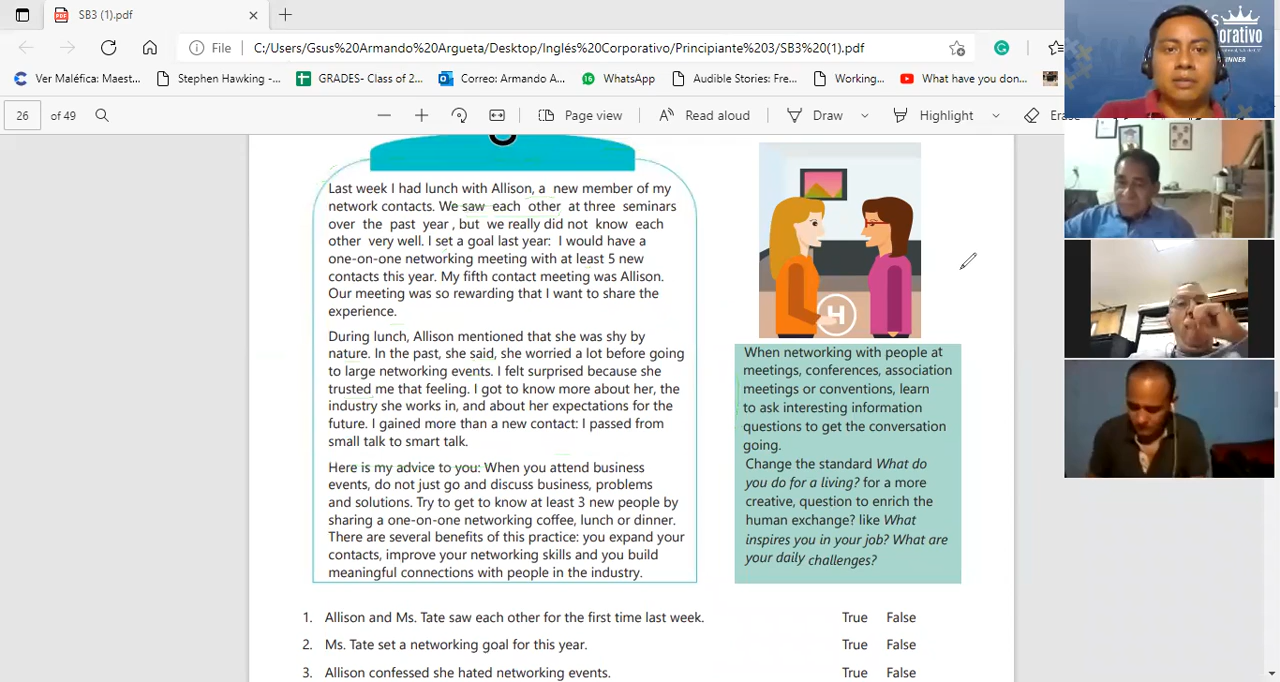 SB3 (1).pdf
File
C:/Users/Gsus%20Armando%20Argueta/Desktop/Inglés%20Corporativo/Principiante%203/SB3%20(1).pdf
Ver Maléfica: Maest...
Stephen Hawking -...
GRADES- Class of 2...
Correo: Armando A...
16
WhatsApp
Audible Stories: Fre...
Working...
What have you don...
26
of 49
Page view
Read aloud
Draw
Highlight
Last week I had lunch with Allison, a new member of my
network contacts. We saw each other at three seminars
over the past year , but we really did not know each
other very well. I set a goal last year: I would have a
one-on-one networking meeting with at least 5 new
contacts this year. My fifth contact meeting was Allison.
Our meeting was so rewarding that I want to share the
experience.
During lunch, Allison mentioned that she was shy by
nature. In the past, she said, she worried a lot before going
to large networking events. I felt surprised because she
trusted me that feeling. I got to know more about her, the
industry she works in, and about her expectations for the
future. I gained more than a new contact: I passed from
small talk to smart talk.
Here is my advice to you: When you attend business
events, do not just go and discuss business, problems
and solutions. Try to get to know at least 3 new people by
sharing a one-on-one networking coffee, lunch or dinner.
There are several benefits of this practice: you expand your
contacts, improve your networking skills and you build
meaningful connections with people in the industry.
H
When networking with people at
meetings, conferences, association
meetings or conventions, learn
to ask interesting information
questions to get the conversation
going.
Change the standard What do
you do for a living? for a more
creative, question to enrich the
human exchange? like What
inspires you in your job? What are
your daily challenges?
1. Allison and Ms. Tate saw each other for the first time last week. True False
2. Ms. Tate set a networking goal for this year. True False
3. Allison confessed she hated networking events. True False